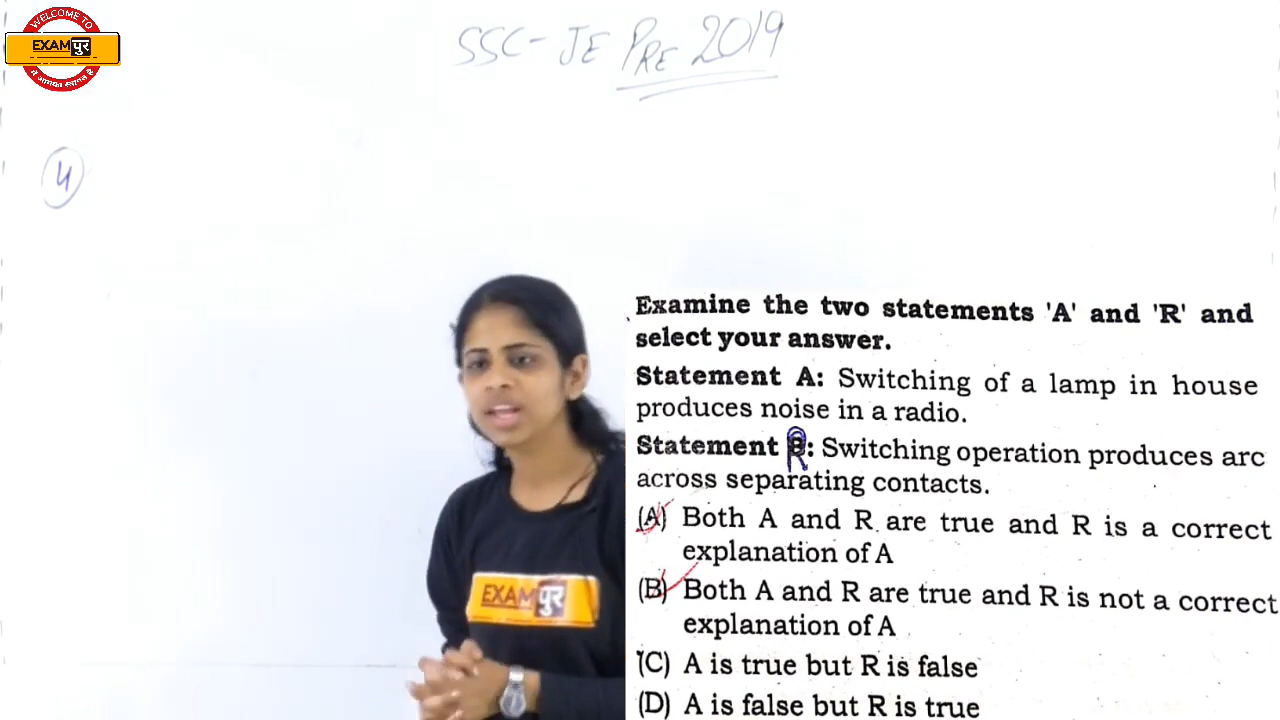 WELCOME TO
EXAMपुर
में आपका स्वागत है
SSC-JE PRE 2019
4
Examine the two statements 'A' and 'R' and
select your answer.
Statement A: Switching of a lamp in house
produces noise in a radio.
Statement R: Switching operation produces arc
across separating contacts.
(A) Both A and R are true and R is a correct
explanation of A
(B) Both A and R are true and R is not a correct
explanation of A
(C) A is true but R is false
(D) A is false but R is true
EXAMपुर